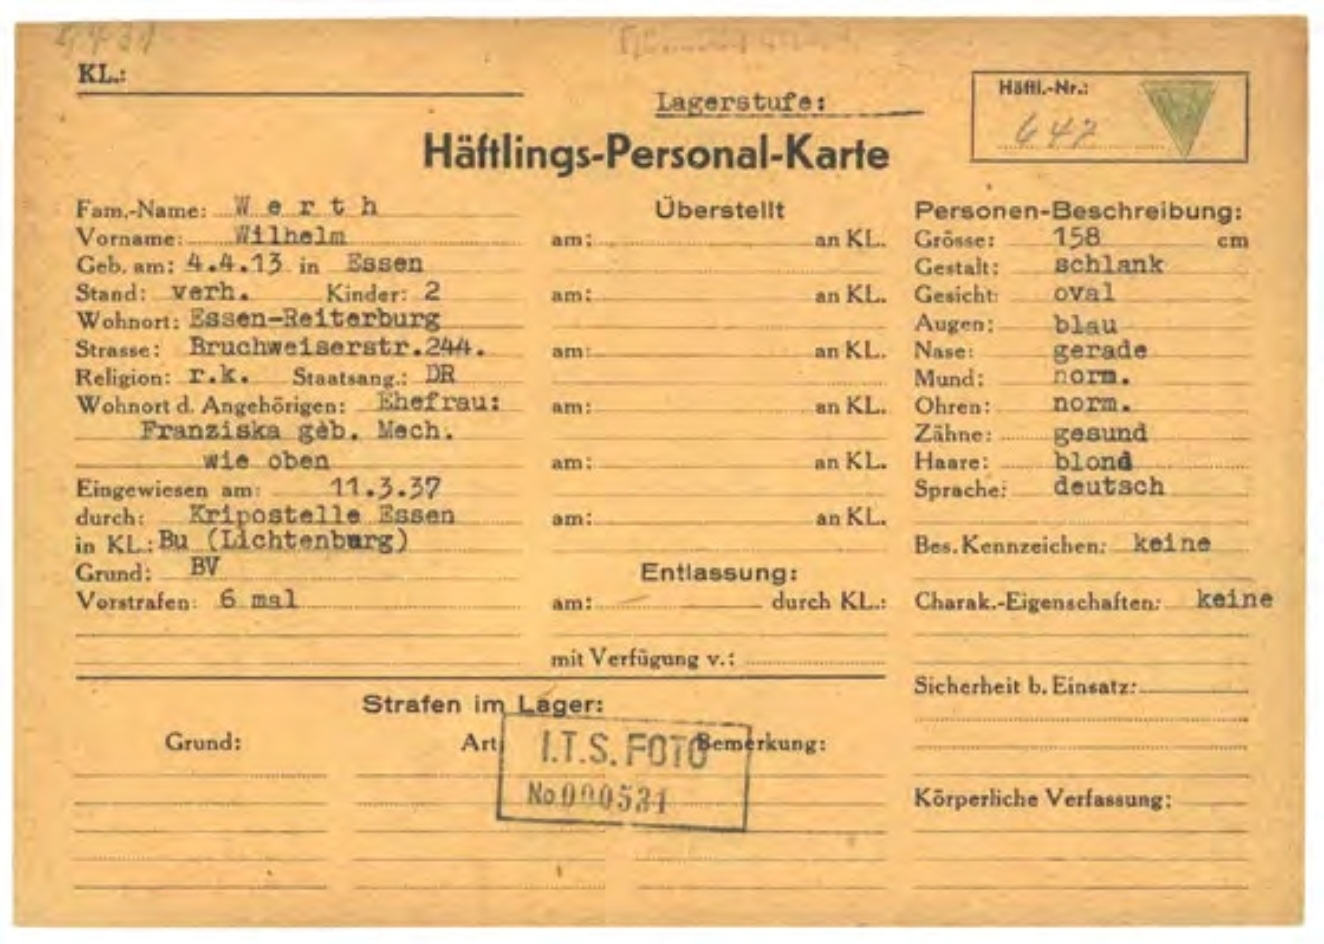 KL.:
Lagerstufe:
Häftl.-Nr.:
647
Häftlings-Personal-Karte
Fam.-Name: Werth
Vorname: Wilhelm
Geb. am: 4.4.13 in Essen
Stand: verh. Kinder: 2
Wohnort: Essen-Reiterburg
Strasse: Bruchweiserstr.244.
Religion: r.k. Staatsang.: DR
Wohnort d. Angehörigen: Ehefrau:
Franziska geb. Mech.
wie oben
Eingewiesen am: 11.3.37
durch: Kripostelle Essen
in KL.: Bu (Lichtenburg)
Grund: BV
Vorstrafen: 6 mal
Überstellt
am: an KL.
am: an KL.
am: an KL.
am: an KL.
am: an KL.
am: an KL.
Entlassung:
am: durch KL.:
mit Verfügung v.:
Personen-Beschreibung:
Grösse: 158 cm
Gestalt: schlank
Gesicht: oval
Augen: blau
Nase: gerade
Mund: norm.
Ohren: norm.
Zähne: gesund
Haare: blond
Sprache: deutsch
Bes. Kennzeichen: keine
Charak.-Eigenschaften: keine
Sicherheit b. Einsatz:
Körperliche Verfassung:
Strafen im Lager:
Grund: Art: Bemerkung:
I.T.S. FOTO
No 000531